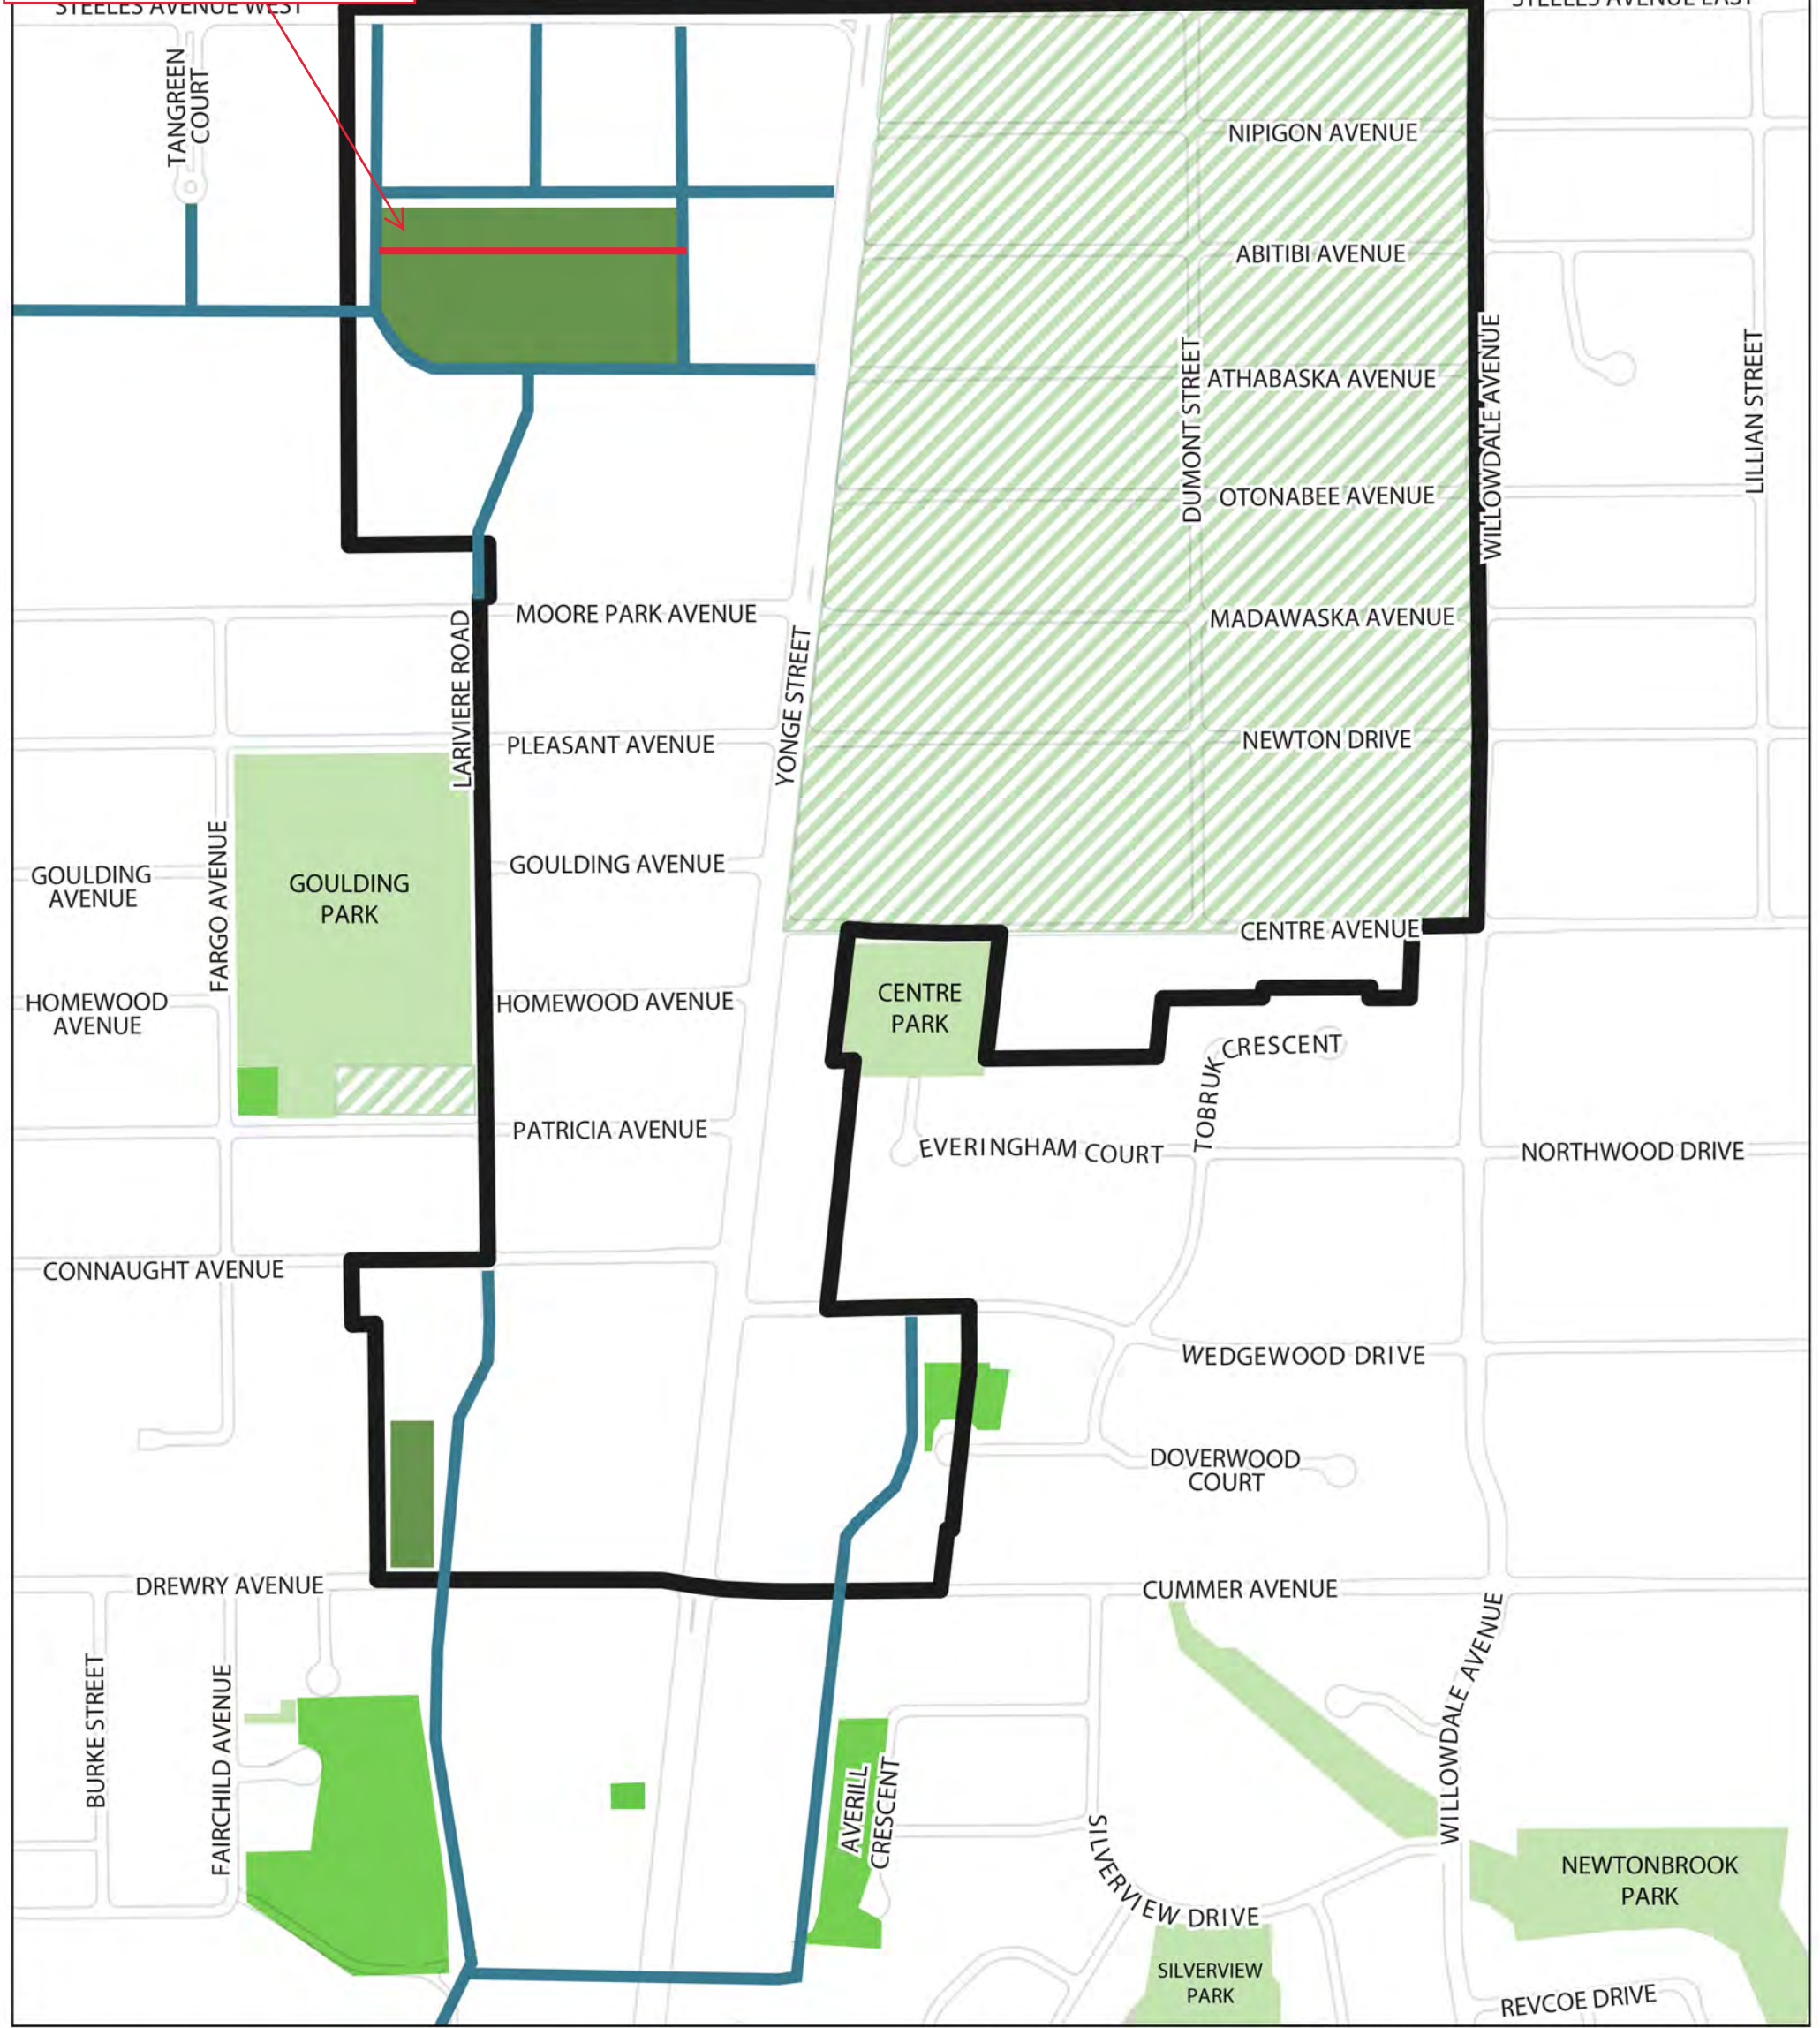 STEELES AVENUE WEST
STEELES AVENUE EAST
TANGREEN
COURT
NIPIGON AVENUE
ABITIBI AVENUE
DUMONT STREET
ATHABASKA AVENUE
WILLOWDALE AVENUE
LILLIAN STREET
OTONABEE AVENUE
MOORE PARK AVENUE
MADAWASKA AVENUE
LARIVIERE ROAD
YONGE STREET
PLEASANT AVENUE
NEWTON DRIVE
GOULDING
AVENUE
FARGO AVENUE
GOULDING
PARK
GOULDING AVENUE
CENTRE AVENUE
HOMEWOOD
AVENUE
HOMEWOOD AVENUE
CENTRE
PARK
TOBRUK CRESCENT
PATRICIA AVENUE
EVERINGHAM COURT
NORTHWOOD DRIVE
CONNAUGHT AVENUE
WEDGEWOOD DRIVE
DOVERWOOD
COURT
DREWRY AVENUE
CUMMER AVENUE
BURKE STREET
FAIRCHILD AVENUE
AVERILL
CRESCENT
WILLOWDALE AVENUE
SILVERVIEW DRIVE
NEWTONBROOK
PARK
SILVERVIEW
PARK
REVCOE DRIVE